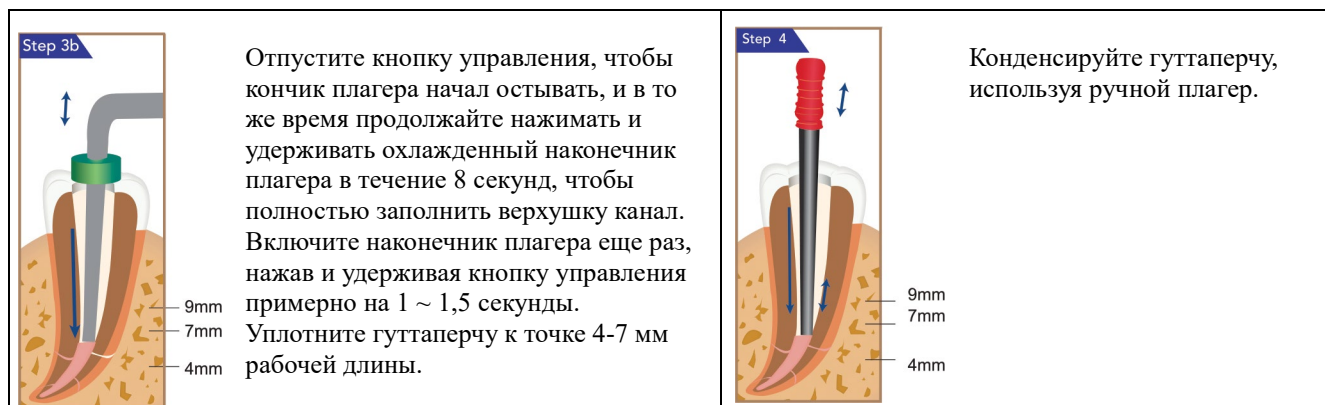 Step 3b
Отпустите кнопку управления, чтобы
кончик плагера начал остывать, и в то
же время продолжайте нажимать и
удерживать охлажденный наконечник
плагера в течение 8 секунд, чтобы
полностью заполнить верхушку канал.
Включите наконечник плагера еще раз,
нажав и удерживая кнопку управления
примерно на 1 ~ 1,5 секунды.
Уплотните гуттаперчу к точке 4-7 мм
рабочей длины.
9mm
7mm
4mm
Step 4
Конденсируйте гуттаперчу,
используя ручной плагер.
9mm
7mm
4mm